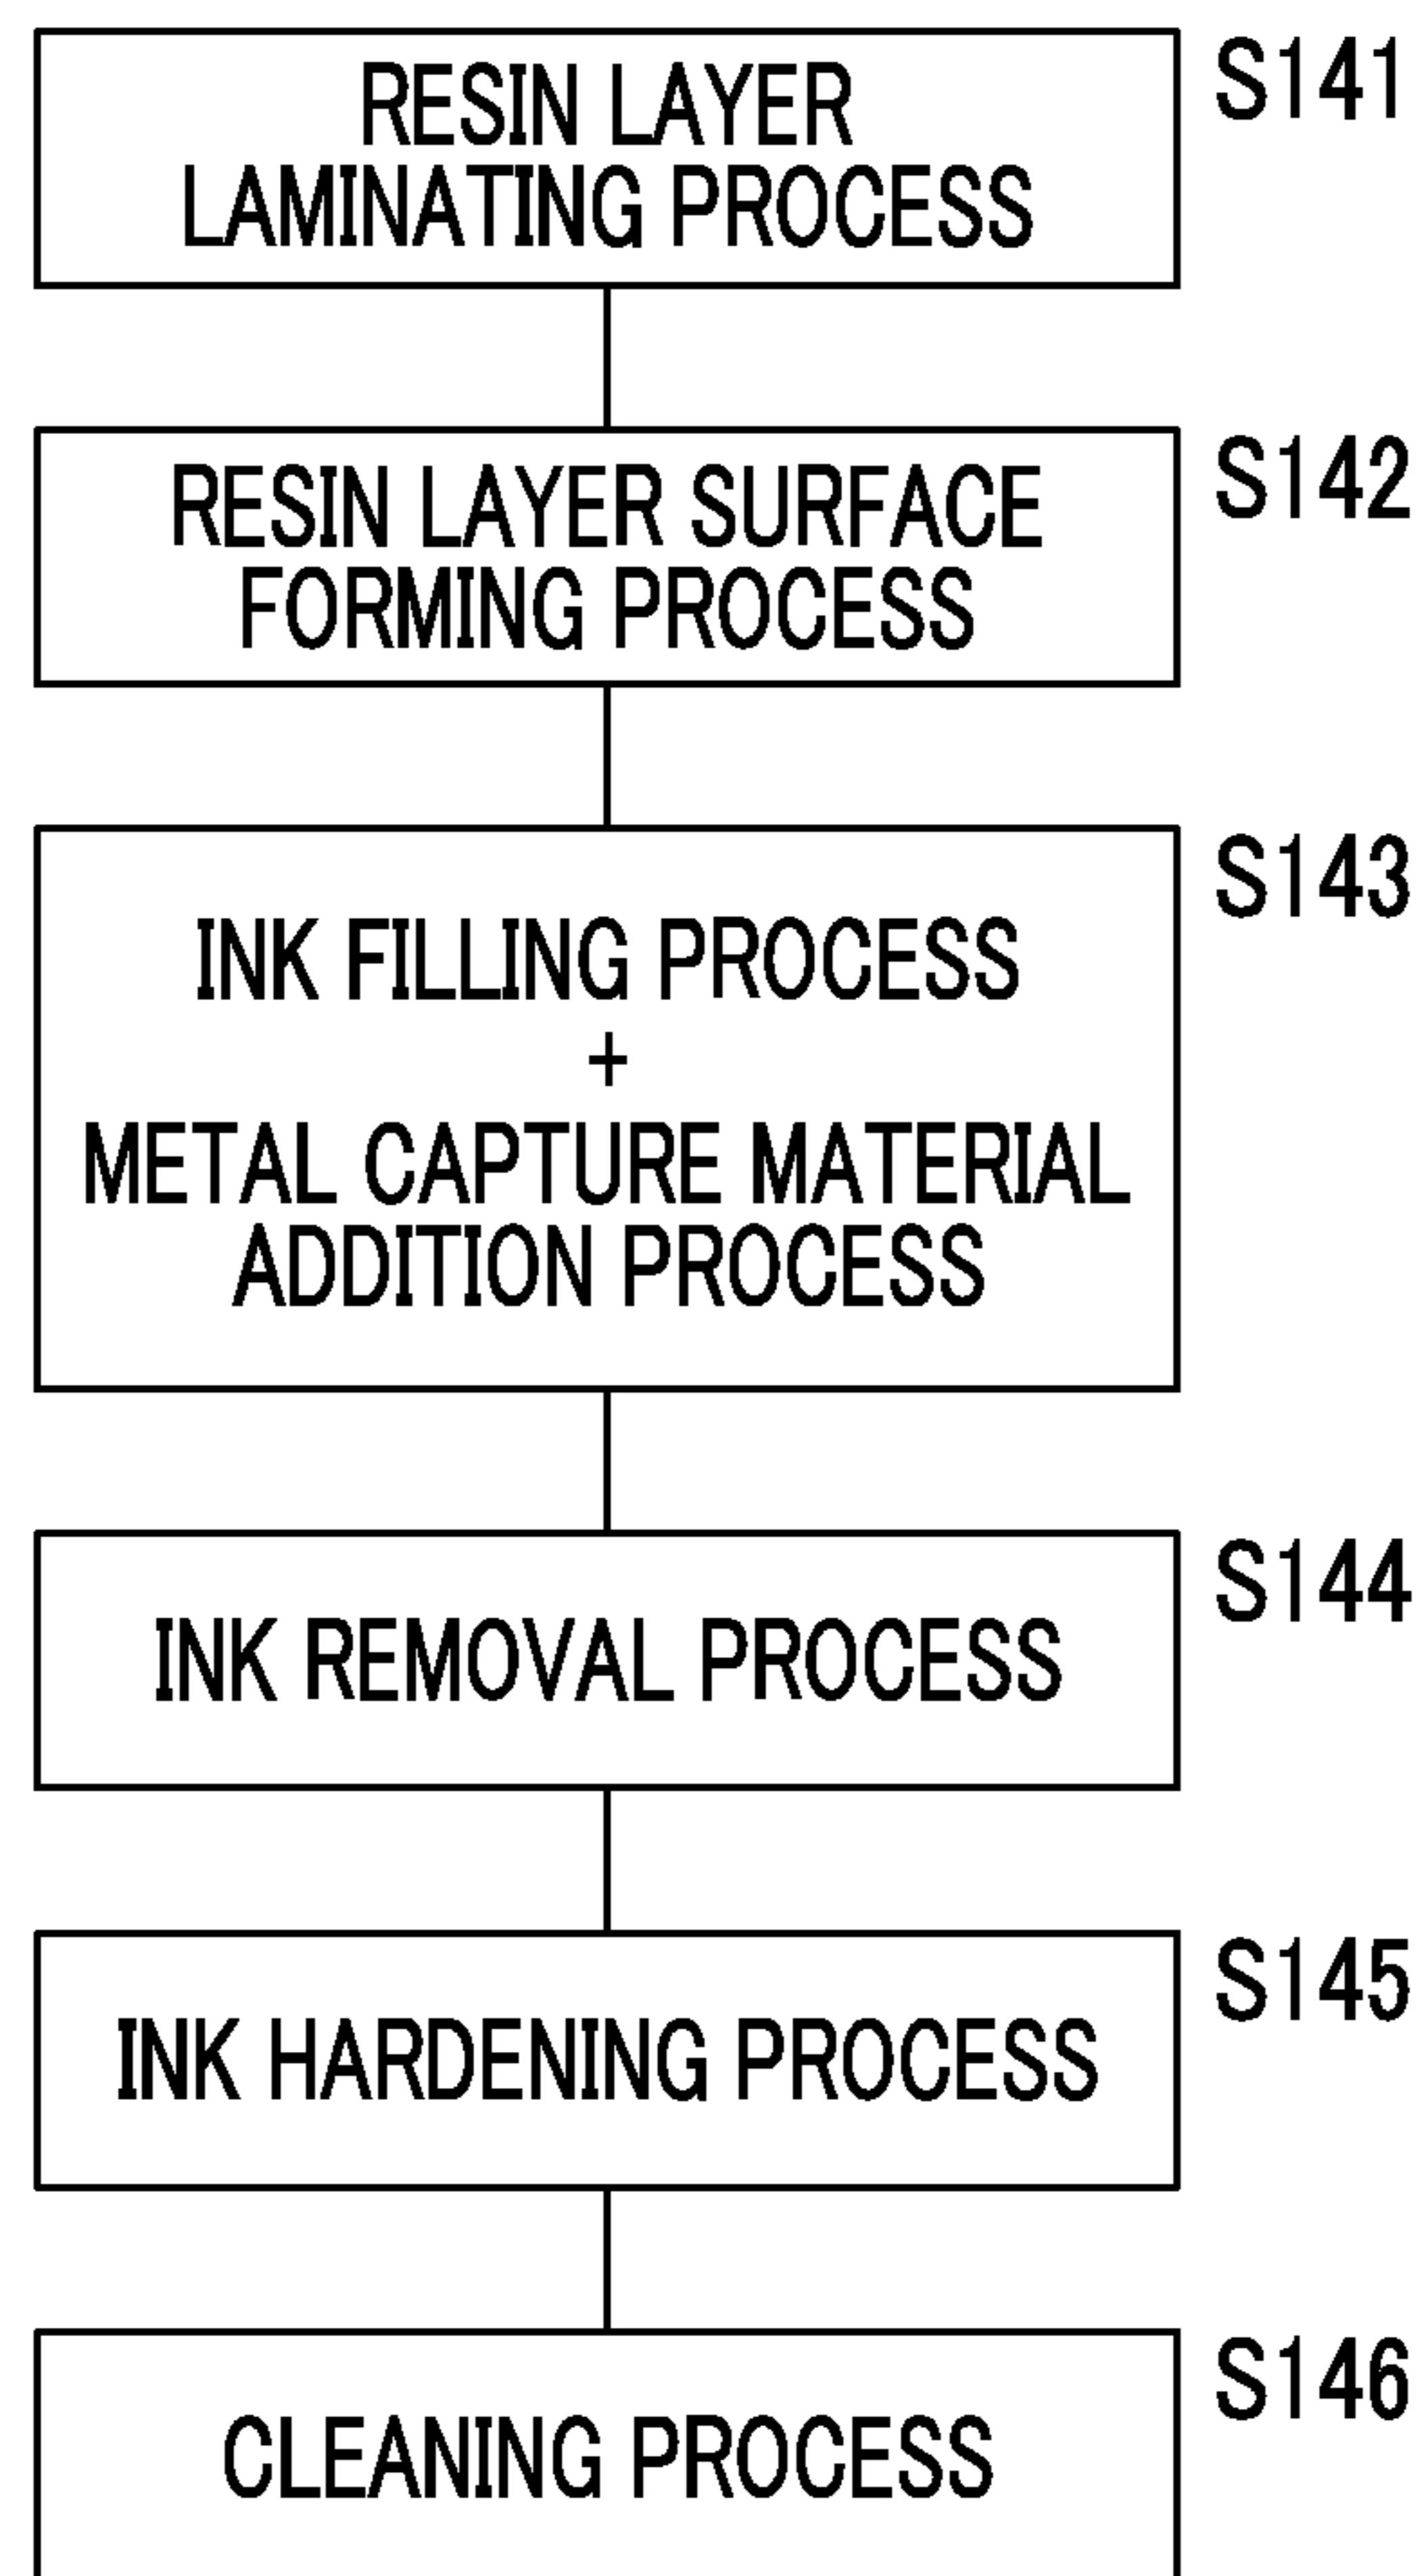 RESIN LAYER
LAMINATING PROCESS
S141
RESIN LAYER SURFACE
FORMING PROCESS
S142
INK FILLING PROCESS
+
METAL CAPTURE MATERIAL
ADDITION PROCESS
S143
INK REMOVAL PROCESS
S144
INK HARDENING PROCESS
S145
CLEANING PROCESS
S146